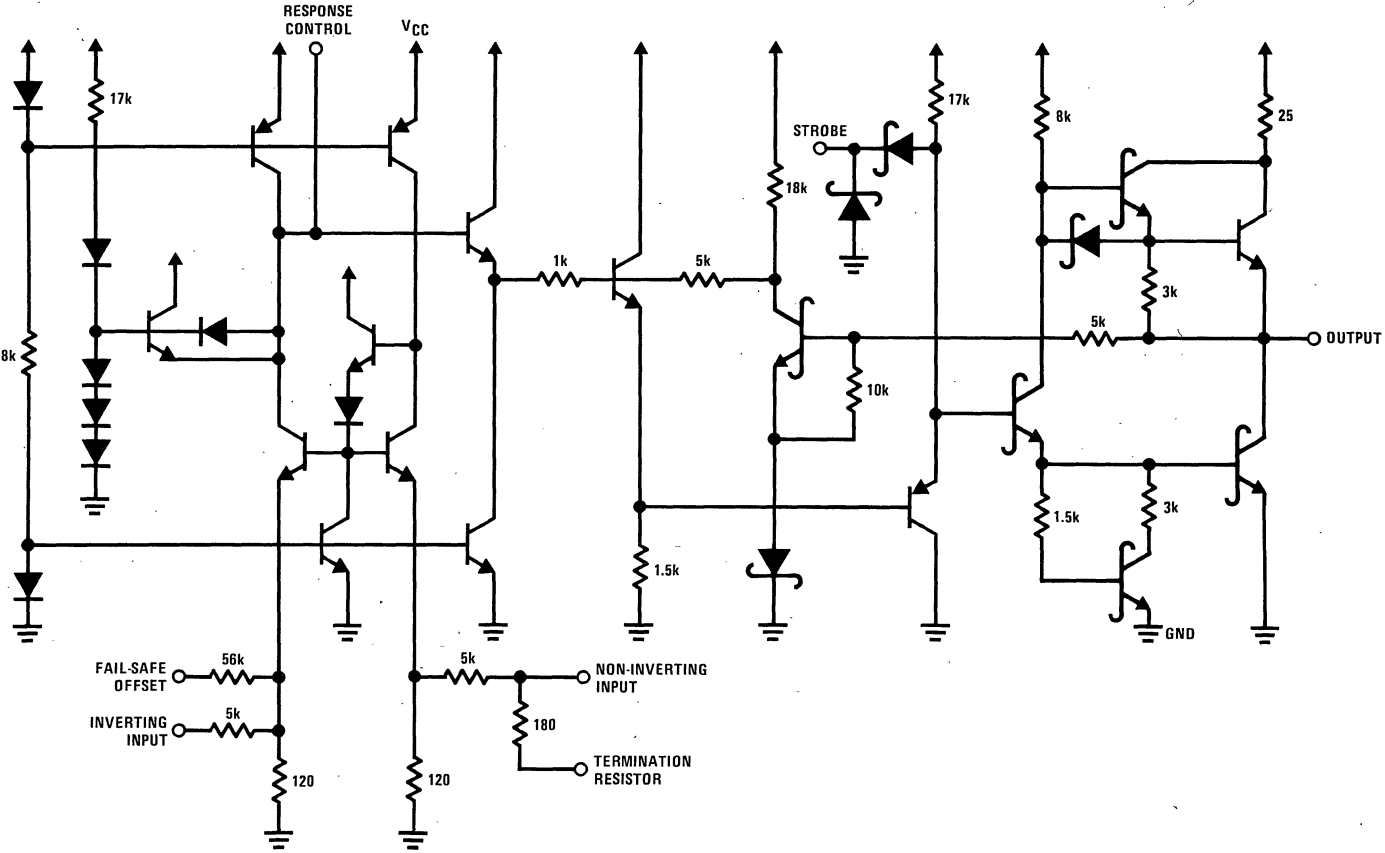 RESPONSE
CONTROL
VCC
17k
17k
8k
25
STROBE
18k
1k
5k
3k
5k
OUTPUT
8k
10k
1.5k
3k
1.5k
GND
FAIL-SAFE
OFFSET
56k
5k
NON-INVERTING
INPUT
INVERTING
INPUT
5k
180
TERMINATION
RESISTOR
120
120